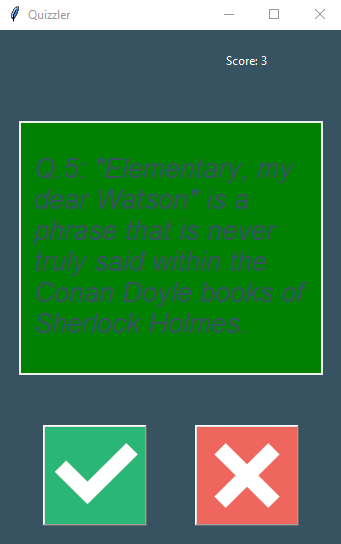 Quizzler
Score: 3
Q.5: "Elementary, my
dear Watson" is a
phrase that is never
truly said within the
Conan Doyle books of
Sherlock Holmes